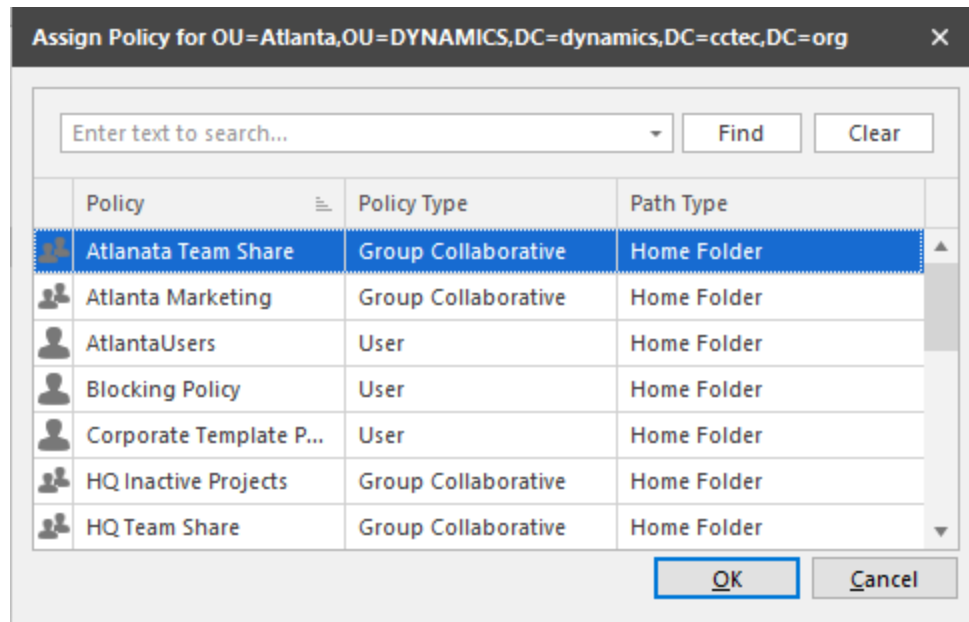 Assign Policy for OU=Atlanta,OU=DYNAMICS,DC=dynamics,DC=cctec,DC=org
Enter text to search... Find Clear
Policy Policy Type Path Type
Atlanata Team Share Group Collaborative Home Folder
Atlanta Marketing Group Collaborative Home Folder
AtlantaUsers User Home Folder
Blocking Policy User Home Folder
Corporate Template P... User Home Folder
HQ Inactive Projects Group Collaborative Home Folder
HQ Team Share Group Collaborative Home Folder
OK Cancel